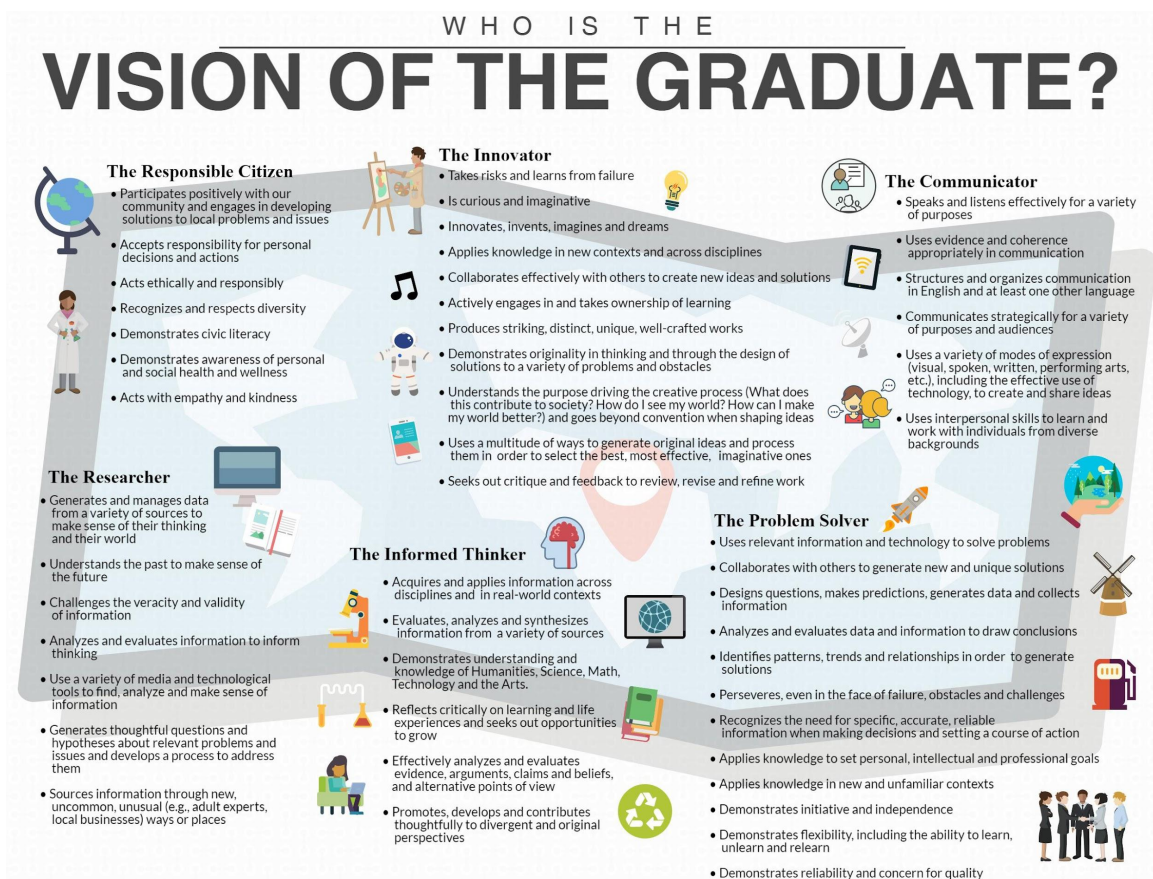 WHO IS THE
VISION OF THE GRADUATE?
The Responsible Citizen
• Participates positively with our
community and engages in developing
solutions to local problems and issues
• Accepts responsibility for personal
decisions and actions
• Acts ethically and responsibly
• Recognizes and respects diversity
• Demonstrates civic literacy
• Demonstrates awareness of personal
and social health and wellness
• Acts with empathy and kindness
The Innovator
• Takes risks and learns from failure
• Is curious and imaginative
• Innovates, invents, imagines and dreams
• Applies knowledge in new contexts and across disciplines
• Collaborates effectively with others to create new ideas and solutions
• Actively engages in and takes ownership of learning
• Produces striking, distinct, unique, well-crafted works
• Demonstrates originality in thinking and through the design of
solutions to a variety of problems and obstacles
• Understands the purpose driving the creative process (What does
this contribute to society? How do I see my world? How can I make
my world better?) and goes beyond convention when shaping ideas
• Uses a multitude of ways to generate original ideas and process
them in order to select the best, most effective, imaginative ones
• Seeks out critique and feedback to review, revise and refine work
The Communicator
• Speaks and listens effectively for a variety
of purposes
• Uses evidence and coherence
appropriately in communication
• Structures and organizes communication
in English and at least one other language
• Communicates strategically for a variety
of purposes and audiences
• Uses a variety of modes of expression
(visual, spoken, written, performing arts,
etc.), including the effective use of
technology, to create and share ideas
• Uses interpersonal skills to learn and
work with individuals from diverse
backgrounds
The Researcher
• Generates and manages data
from a variety of sources to
make sense of their thinking
and their world
• Understands the past to make sense of
the future
• Challenges the veracity and validity
of information
• Analyzes and evaluates information to inform
thinking
• Use a variety of media and technological
tools to find, analyze and make sense of
information
• Generates thoughtful questions and
hypotheses about relevant problems and
issues and develops a process to address
them
• Sources information through new,
uncommon, unusual (e.g., adult experts,
local businesses) ways or places
The Informed Thinker
• Acquires and applies information across
disciplines and in real-world contexts
• Evaluates, analyzes and synthesizes
information from a variety of sources
• Demonstrates understanding and
knowledge of Humanities, Science, Math,
Technology and the Arts.
• Reflects critically on learning and life
experiences and seeks out opportunities
to grow
• Effectively analyzes and evaluates
evidence, arguments, claims and beliefs,
and alternative points of view
• Promotes, develops and contributes
thoughtfully to divergent and original
perspectives
The Problem Solver
• Uses relevant information and technology to solve problems
• Collaborates with others to generate new and unique solutions
• Designs questions, makes predictions, generates data and collects
information
• Analyzes and evaluates data and information to draw conclusions
• Identifies patterns, trends and relationships in order to generate
solutions
• Perseveres, even in the face of failure, obstacles and challenges
• Recognizes the need for specific, accurate, reliable
information when making decisions and setting a course of action
• Applies knowledge to set personal, intellectual and professional goals
• Applies knowledge in new and unfamiliar contexts
• Demonstrates initiative and independence
• Demonstrates flexibility, including the ability to learn,
unlearn and relearn
• Demonstrates reliability and concern for quality